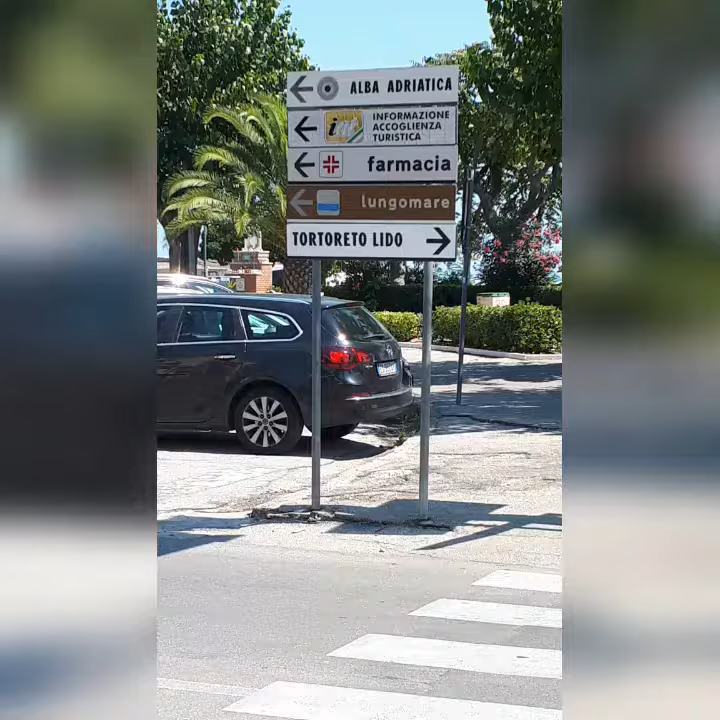 ALBA ADRIATICA
INFORMAZIONE
ACCOGLIENZA
TURISTICA
farmacia
lungomare
TORTORETO LIDO